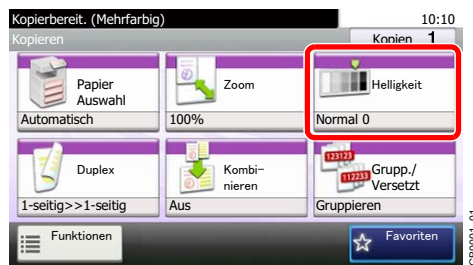 Kopierbereit. (Mehrfarbig)
10:10
Kopieren
Kopien 1
Papier
Auswahl
Automatisch
Zoom
100%
Helligkeit
Normal 0
Duplex
1-seitig>>1-seitig
Kombi-
nieren
Aus
123123
112233
Grupp./
Versetzt
Gruppieren
Funktionen
Favoriten